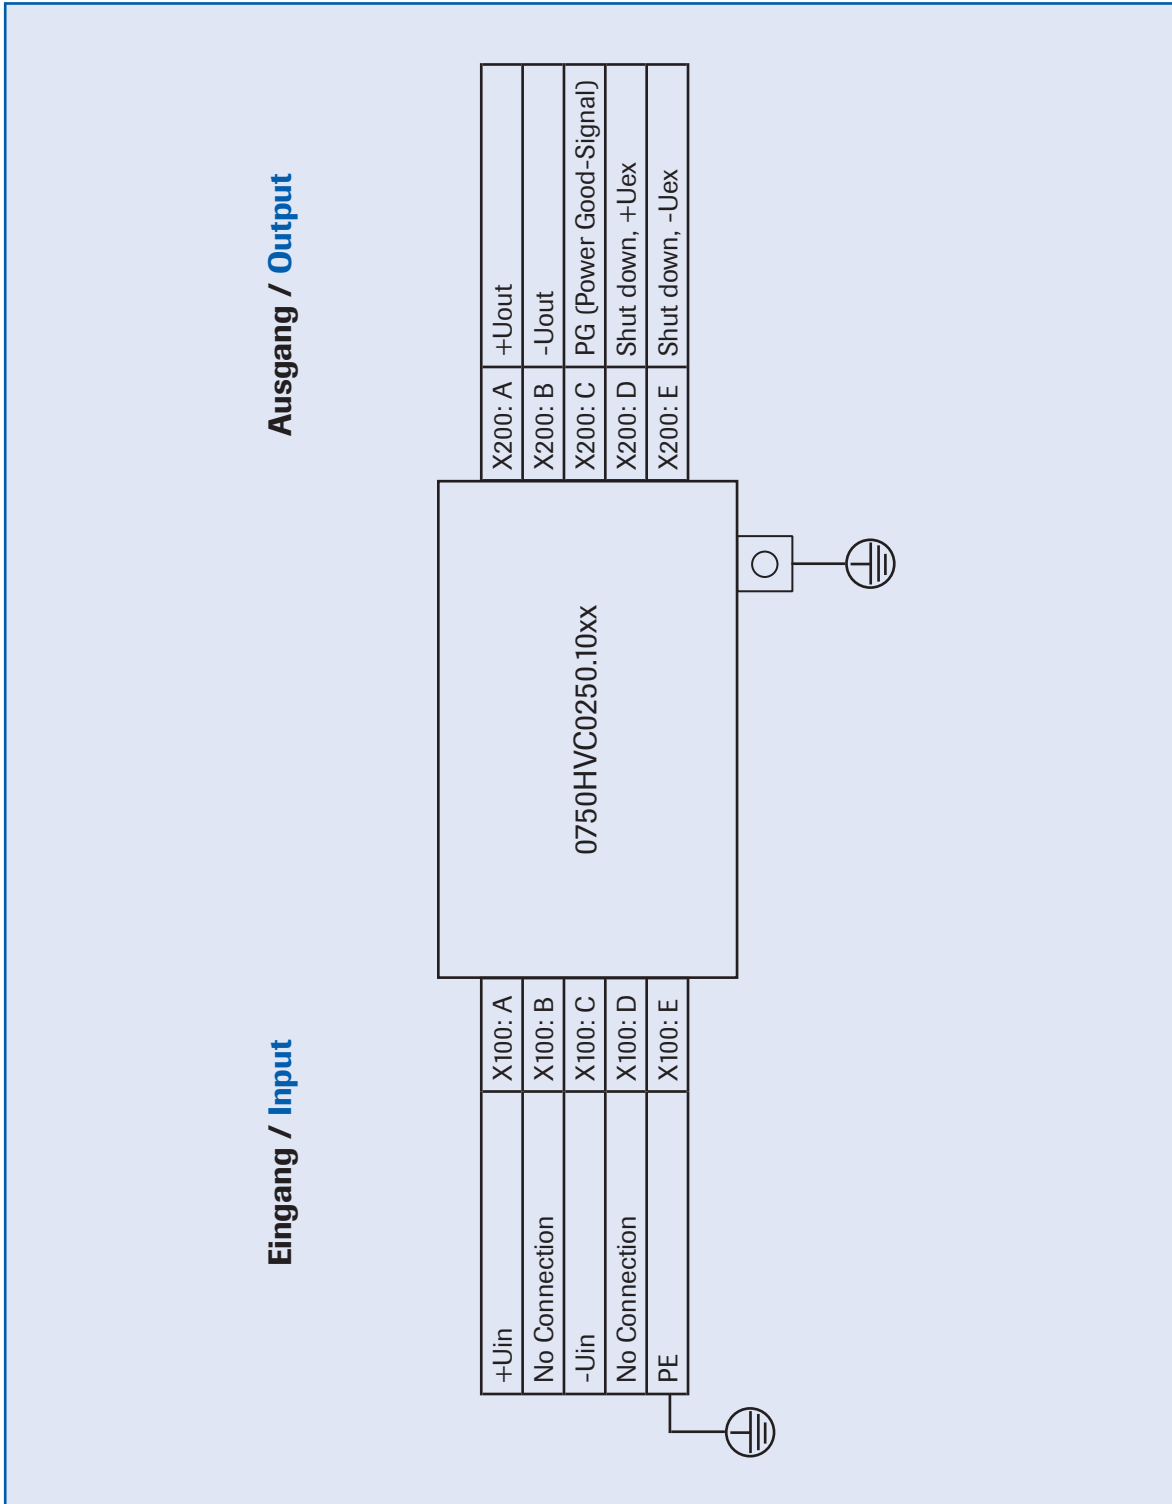 Eingang / Input
Ausgang / Output
+Uin
X100: A
No Connection
X100: B
-Uin
X100: C
No Connection
X100: D
PE
X100: E
0750HVC0250.10xx
X200: A
+Uout
X200: B
-Uout
X200: C
PG (Power Good-Signal)
X200: D
Shut down, +Uex
X200: E
Shut down, -Uex